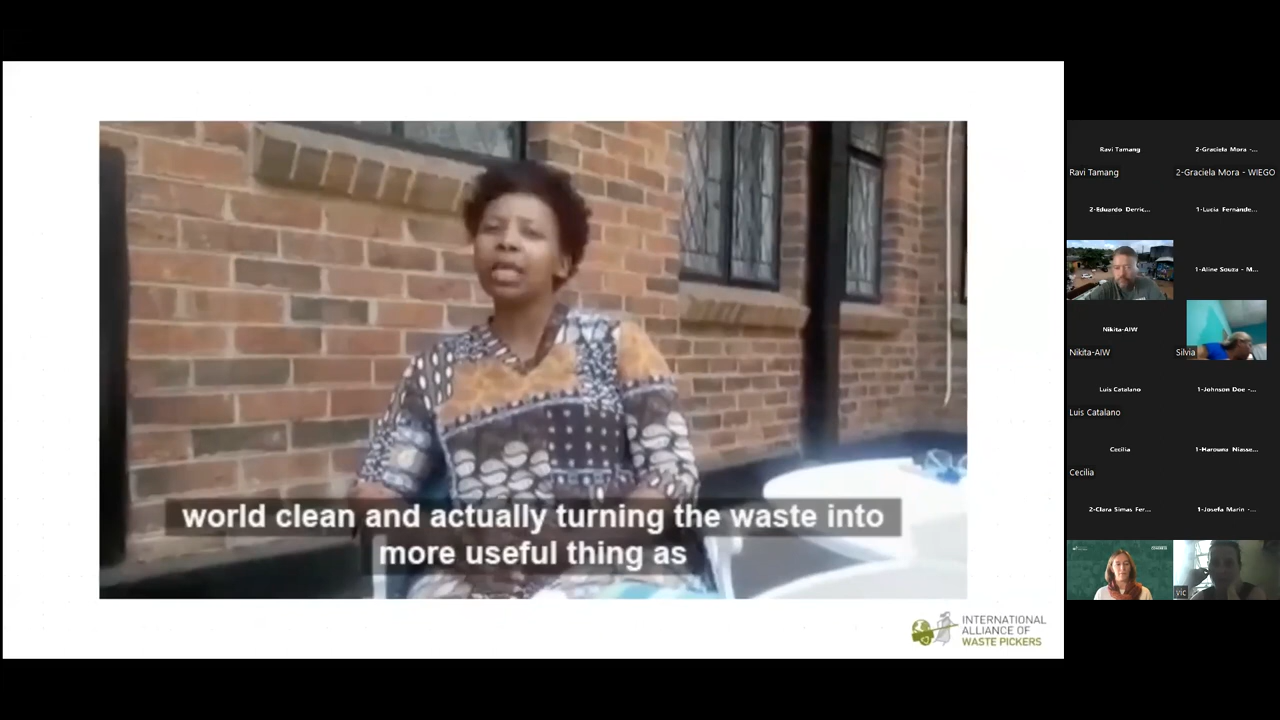 world clean and actually turning the waste into
more useful thing as
INTERNATIONAL
ALLIANCE OF
WASTE PICKERS
Ravi Tamang
2-Graciela Mora -...
Ravi Tamang
2-Graciela Mora - WIEGO
2-Eduardo Derric...
1-Lucia Fernánde...
1-Aline Souza - M...
Nikita-AIW
Nikita-AIW
Silvia
Luis Catalano
1-Johnson Doe -...
Luis Catalano
Cecilia
1-Harouna Niasse...
Cecilia
2-Clara Simas Fer...
1-Josefa Marin -...
vic